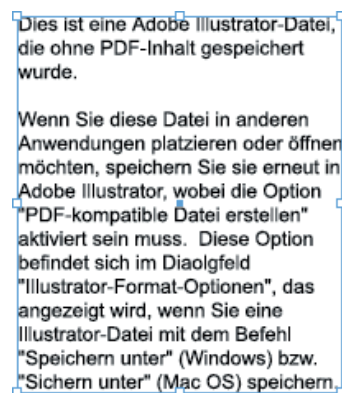 Dies ist eine Adobe Illustrator-Datei,
die ohne PDF-Inhalt gespeichert
wurde.
Wenn Sie diese Datei in anderen
Anwendungen platzieren oder öffnen
möchten, speichern Sie sie erneut in
Adobe Illustrator, wobei die Option
"PDF-kompatible Datei erstellen"
aktiviert sein muss.  Diese Option
befindet sich im Diaolgfeld
"Illustrator-Format-Optionen", das
angezeigt wird, wenn Sie eine
Illustrator-Datei mit dem Befehl
"Speichern unter" (Windows) bzw.
"Sichern unter" (Mac OS) speichern.